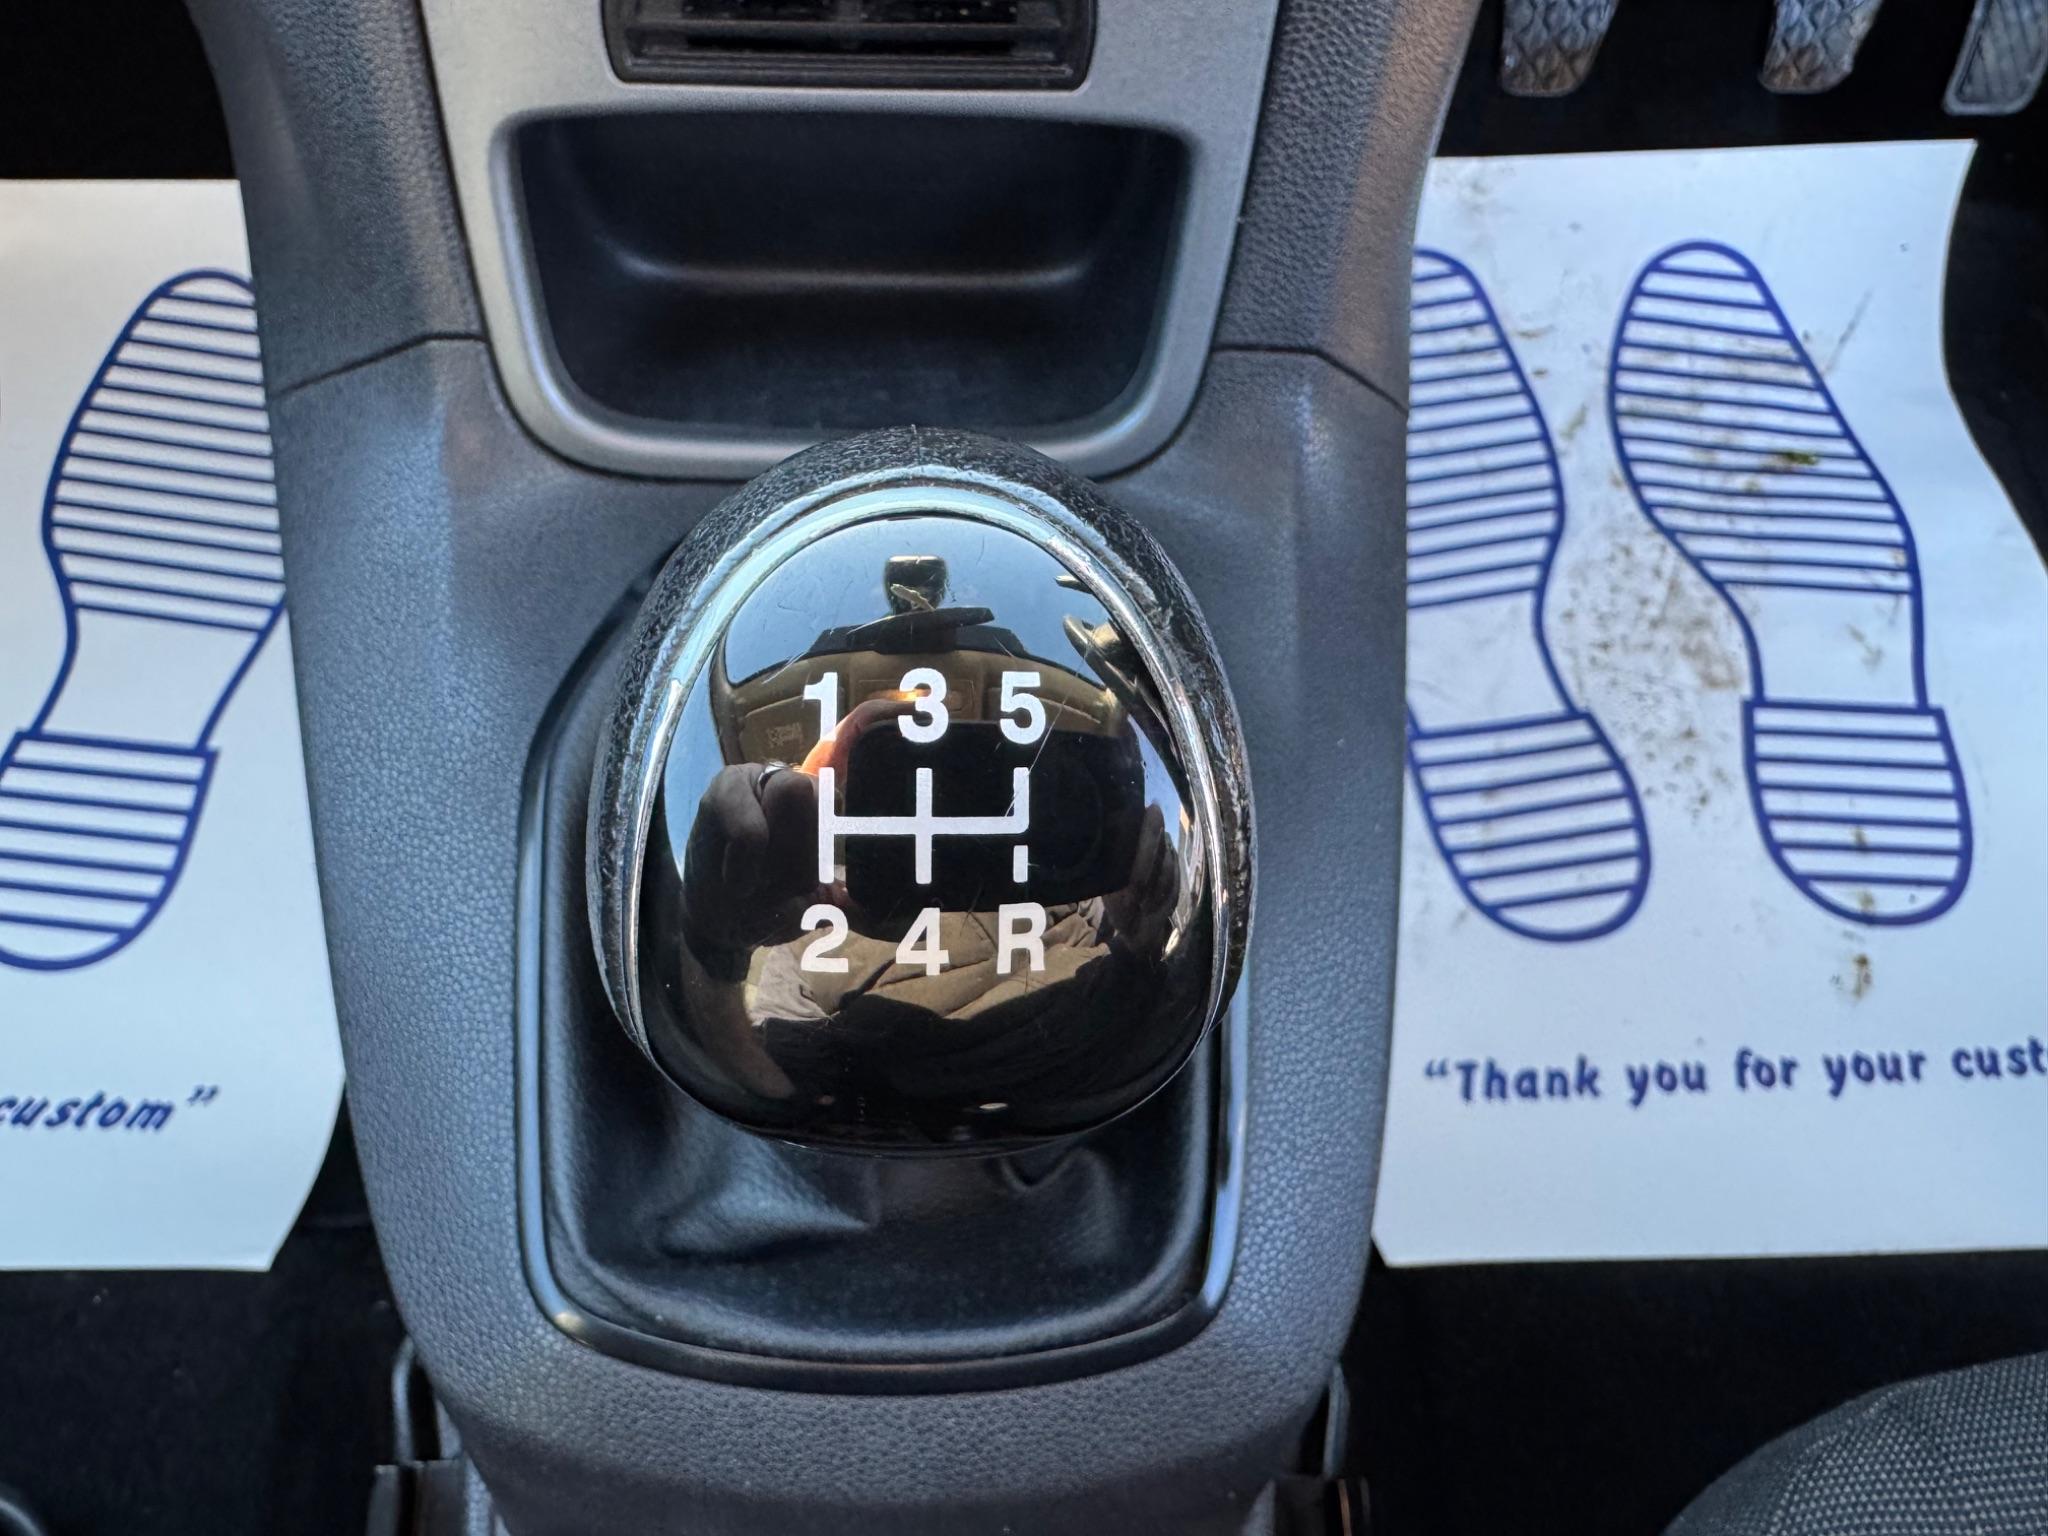 1 3 5
2 4 R
custom”
“Thank you for your cust